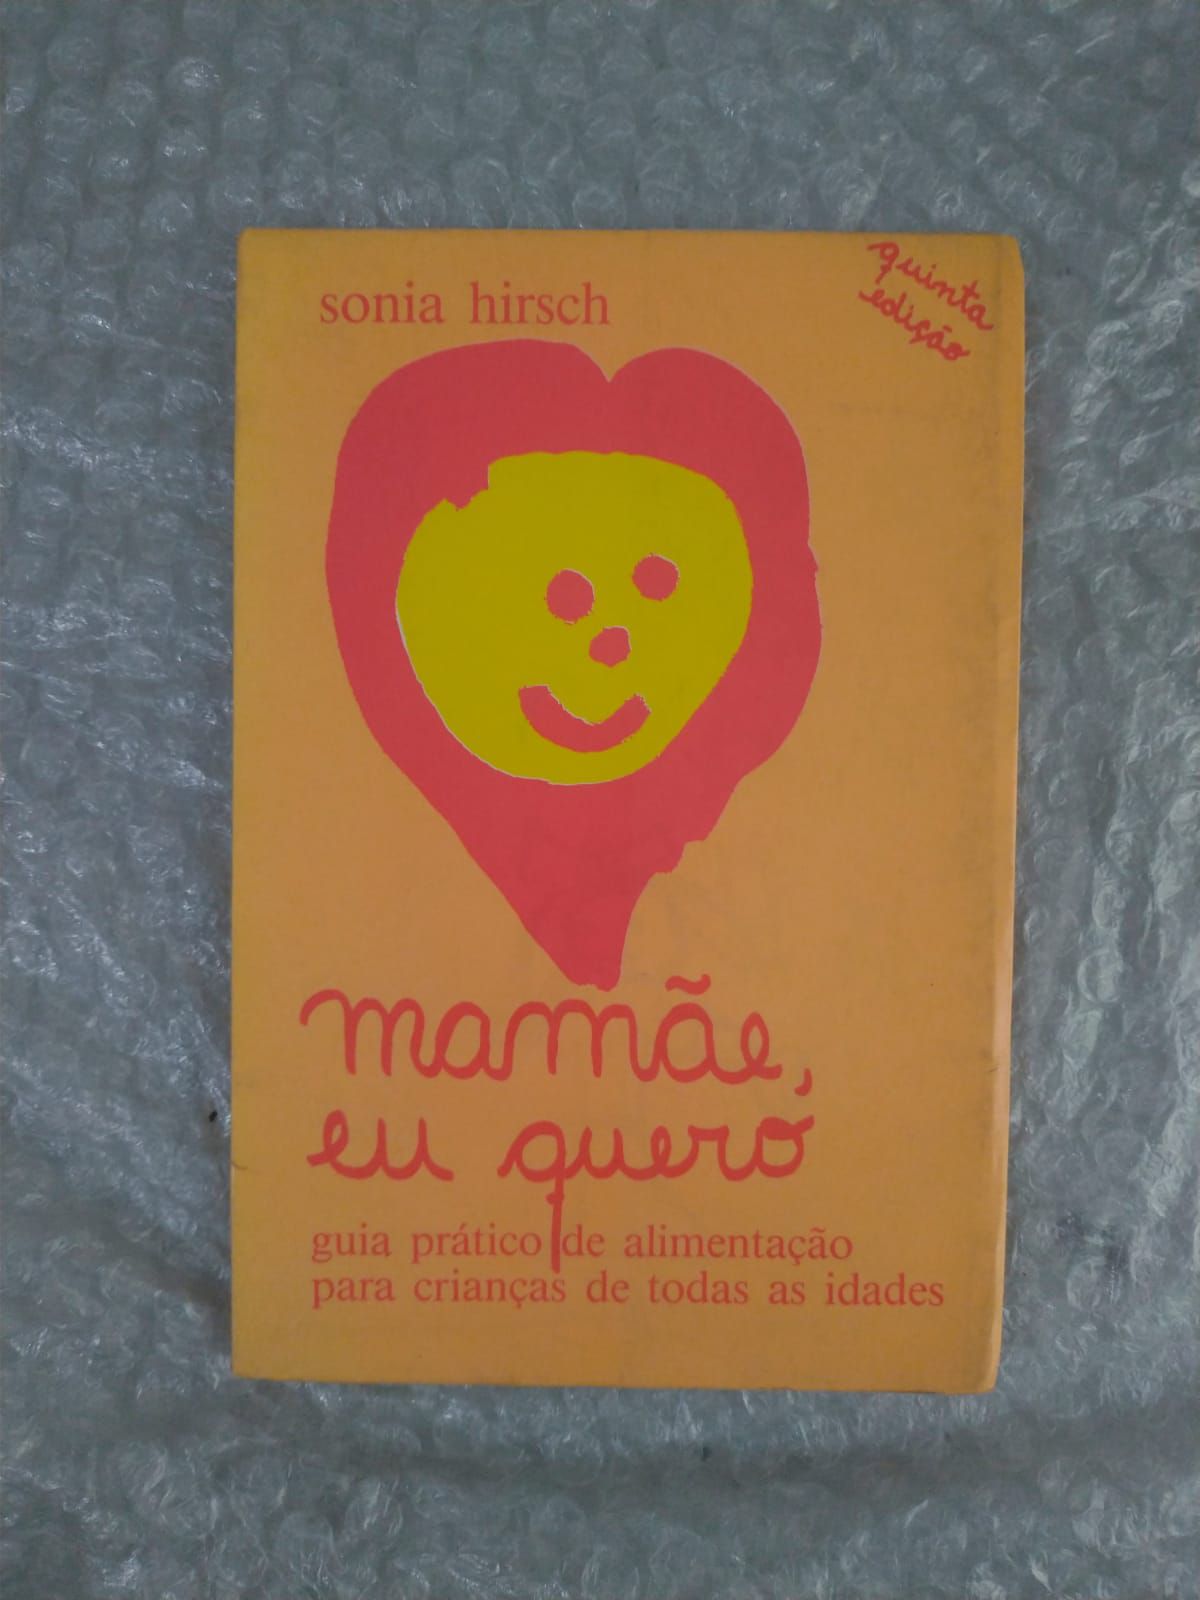 sonia hirsch
quinta
edição
mamãe,
eu quero
guia prático de alimentação
para crianças de todas as idades